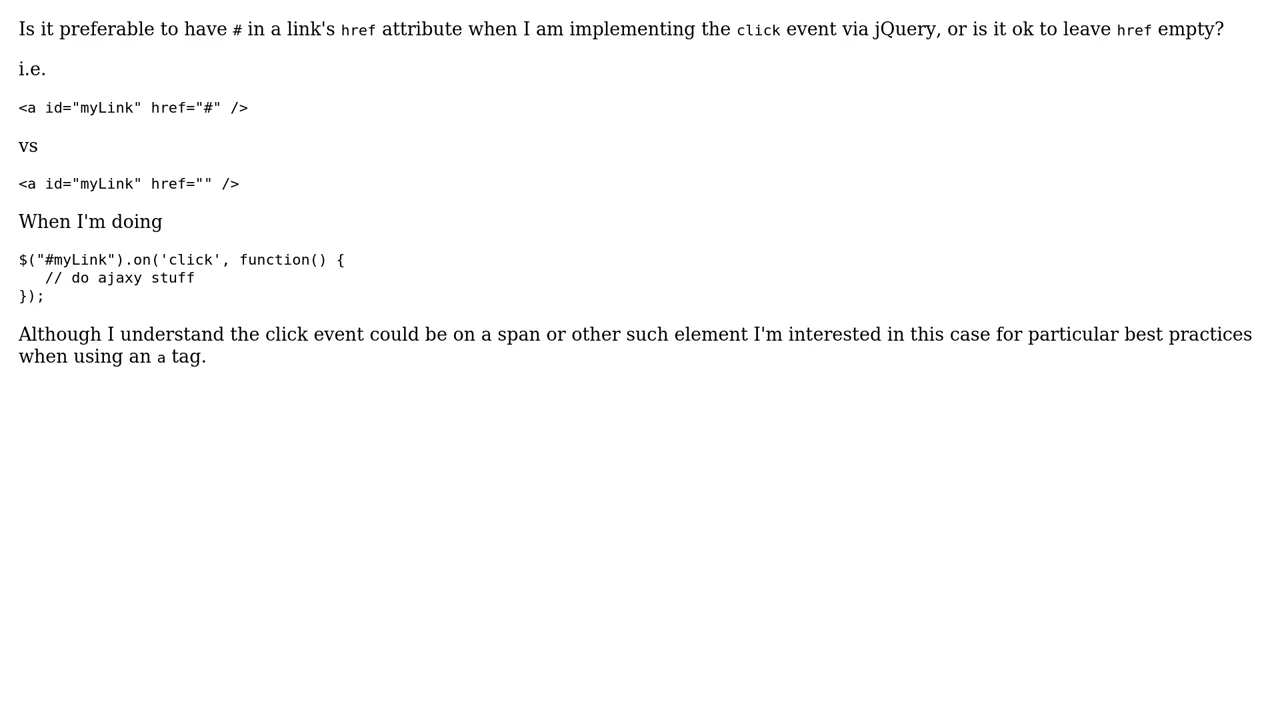 Is it preferable to have # in a link's href attribute when I am implementing the click event via jQuery, or is it ok to leave href empty?
i.e.
<a id="myLink" href="#" />
vs
<a id="myLink" href="" />
When I'm doing
$("#myLink").on('click', function() {
   // do ajaxy stuff
});
Although I understand the click event could be on a span or other such element I'm interested in this case for particular best practices
when using an a tag.